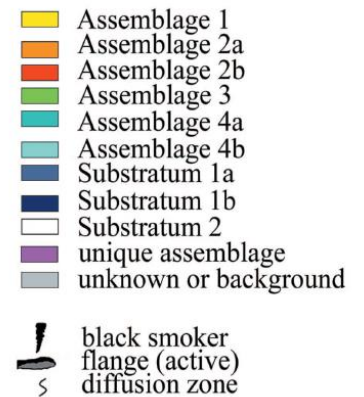 Assemblage 1
Assemblage 2a
Assemblage 2b
Assemblage 3
Assemblage 4a
Assemblage 4b
Substratum 1a
Substratum 1b
Substratum 2
unique assemblage
unknown or background
black smoker
flange (active)
diffusion zone